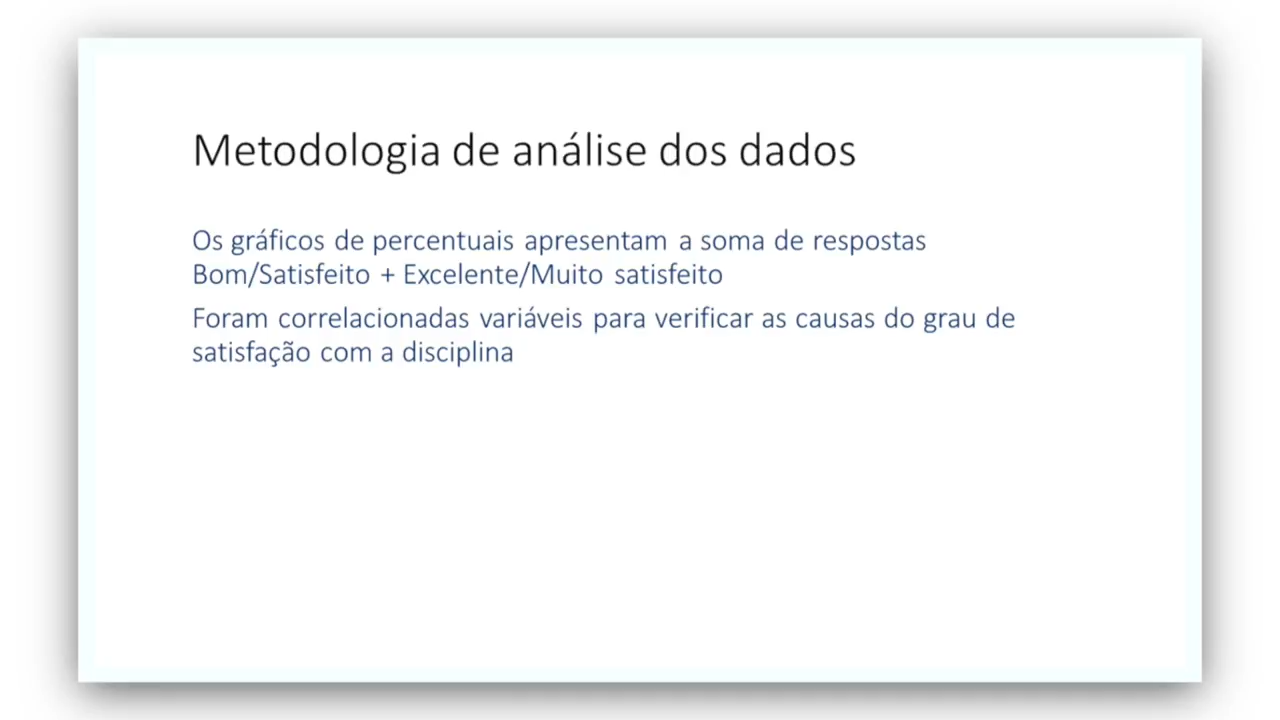 Metodologia de análise dos dados
Os gráficos de percentuais apresentam a soma de respostas
Bom/Satisfeito + Excelente/Muito satisfeito
Foram correlacionadas variáveis para verificar as causas do grau de
satisfação com a disciplina